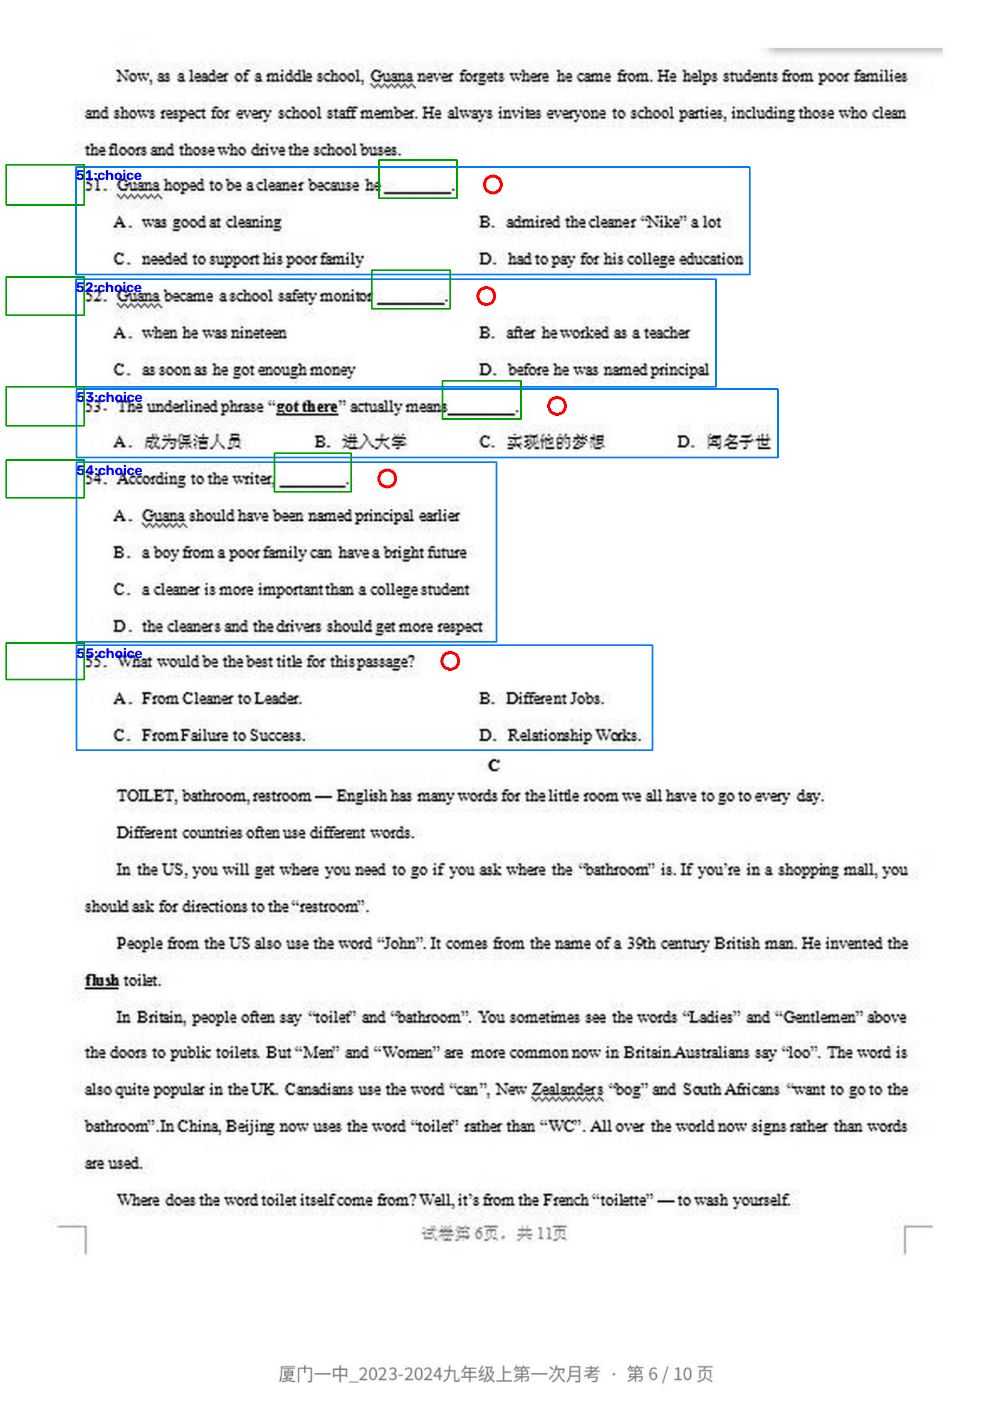 Now, as a leader of a middle school, Guana never forgets where he came from. He helps students from poor families
and shows respect for every school staff member. He always invites everyone to school parties, including those who clean
the floors and those who drive the school buses.
51:choice
51. Guana hoped to be a cleaner because he ________.
A. was good at cleaning B. admired the cleaner “Nike” a lot
C. needed to support his poor family D. had to pay for his college education
52:choice
52. Guana became a school safety monitor ________.
A. when he was nineteen B. after he worked as a teacher
C. as soon as he got enough money D. before he was named principal
53:choice
53. The underlined phrase “got there” actually means ________.
A. 成为保洁人员 B. 进入大学 C. 实现他的梦想 D. 闻名于世
54:choice
54. According to the writer, ________.
A. Guana should have been named principal earlier
B. a boy from a poor family can have a bright future
C. a cleaner is more important than a college student
D. the cleaners and the drivers should get more respect
55:choice
55. What would be the best title for this passage?
A. From Cleaner to Leader. B. Different Jobs.
C. From Failure to Success. D. Relationship Works.
C
TOILET, bathroom, restroom — English has many words for the little room we all have to go to every day.
Different countries often use different words.
In the US, you will get where you need to go if you ask where the “bathroom” is. If you’re in a shopping mall, you
should ask for directions to the “restroom”.
People from the US also use the word “John”. It comes from the name of a 39th century British man. He invented the
flush toilet.
In Britain, people often say “toilet” and “bathroom”. You sometimes see the words “Ladies” and “Gentlemen” above
the doors to public toilets. But “Men” and “Women” are more common now in Britain.Australians say “loo”. The word is
also quite popular in the UK. Canadians use the word “can”, New Zealanders “bog” and South Africans “want to go to the
bathroom”.In China, Beijing now uses the word “toilet” rather than “WC”. All over the world now signs rather than words
are used.
Where does the word toilet itself come from? Well, it’s from the French “toilette” — to wash yourself.
试卷第 6页，共 11页
厦门一中_2023-2024九年级上第一次月考 · 第 6 / 10 页